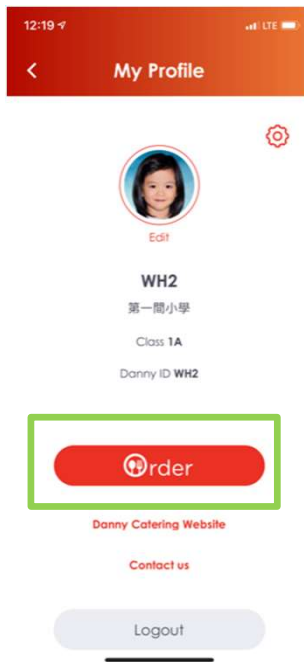 12:19
LTE
My Profile
Edit
WH2
第一間小學
Class 1A
Danny ID WH2
Order
Danny Catering Website
Contact us
Logout